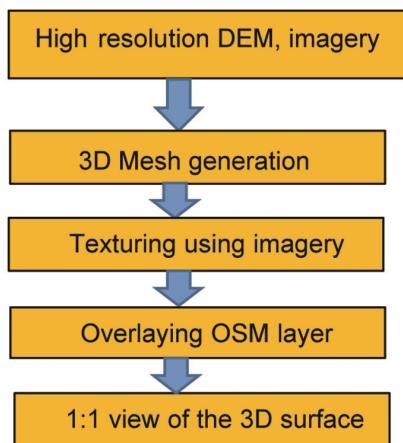 High resolution DEM, imagery
3D Mesh generation
Texturing using imagery
Overlaying OSM layer
1:1 view of the 3D surface